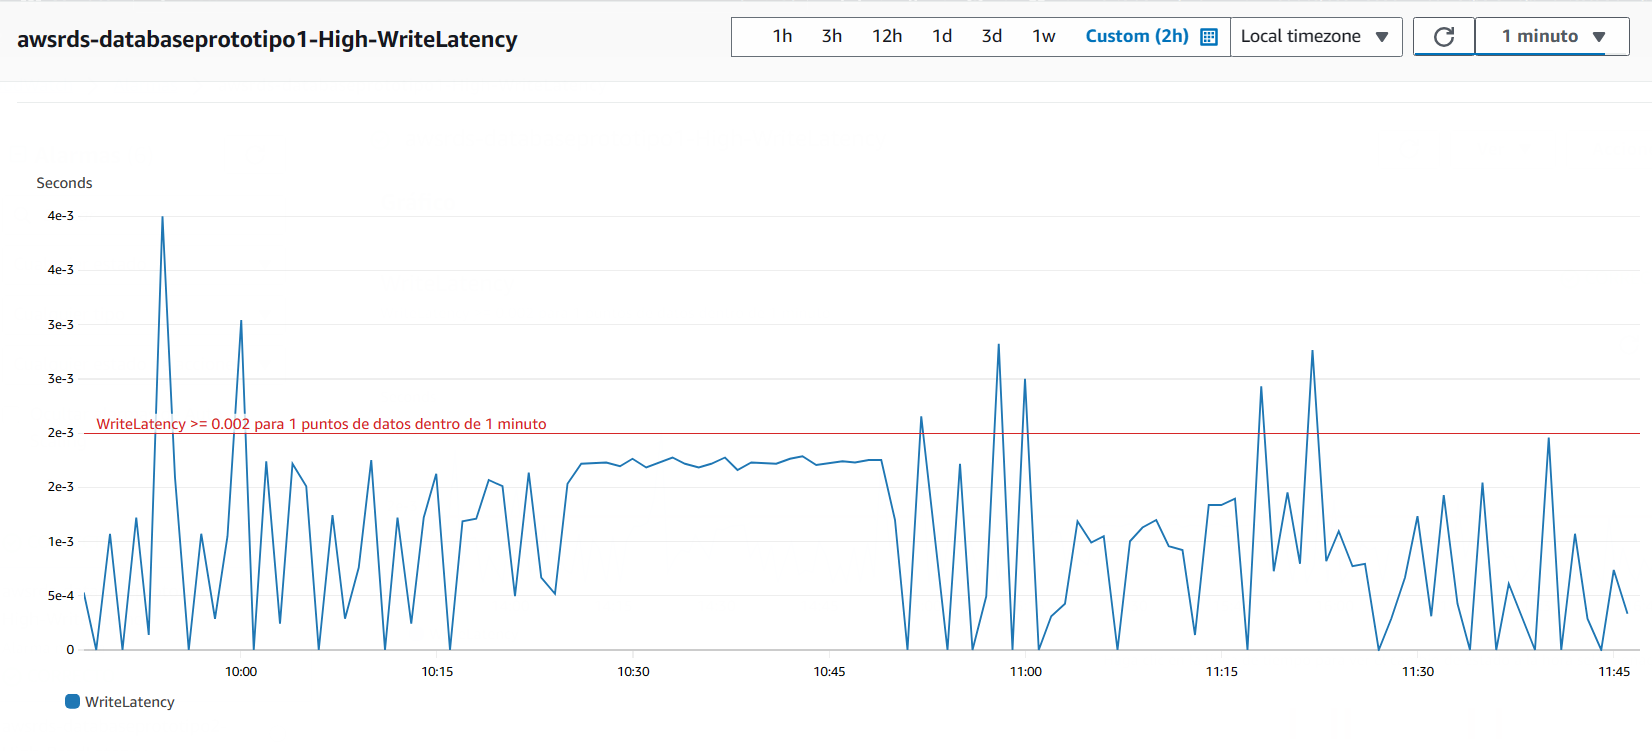 awsrds-databaseprototipo1-High-WriteLatency
1h 3h 12h 1d 3d 1w Custom (2h) Local timezone 1 minuto
Seconds
4e-3
4e-3
3e-3
3e-3
WriteLatency >= 0.002 para 1 puntos de datos dentro de 1 minuto
2e-3
2e-3
1e-3
5e-4
0
10:00 10:15 10:30 10:45 11:00 11:15 11:30 11:45
WriteLatency